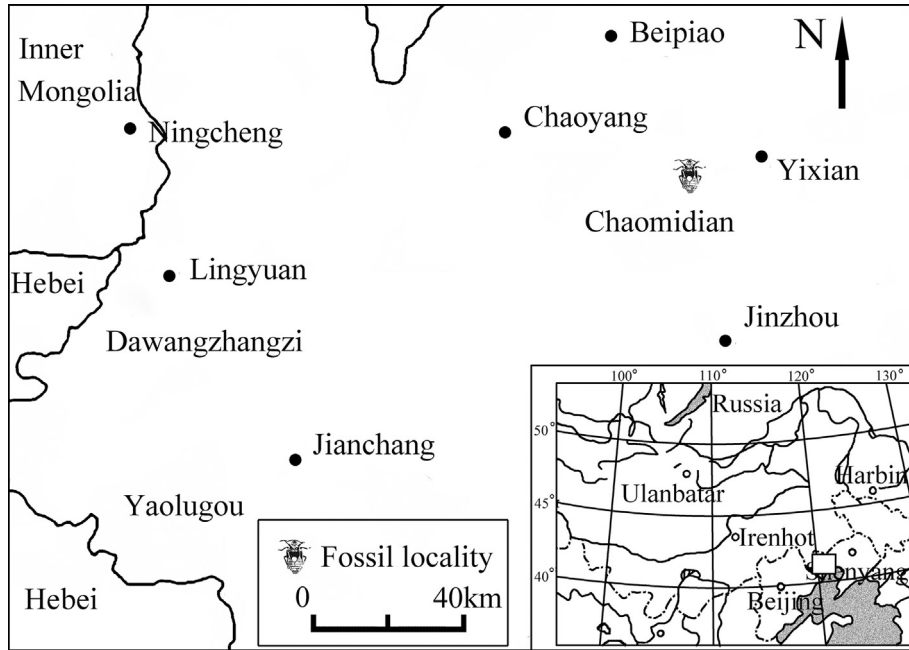 Inner
Mongolia
Beipiao
N
Ningcheng
Chaoyang
Yixian
Chaomidian
Hebei
Lingyuan
Dawangzhangzi
Jinzhou
Jianchang
Yaolugou
Hebei
Fossil locality
0 40km
100° 110° 120° 130°
50°
45°
40°
Russia
Ulanbatar
Harbin
Irenhot
Shenyang
Beijing